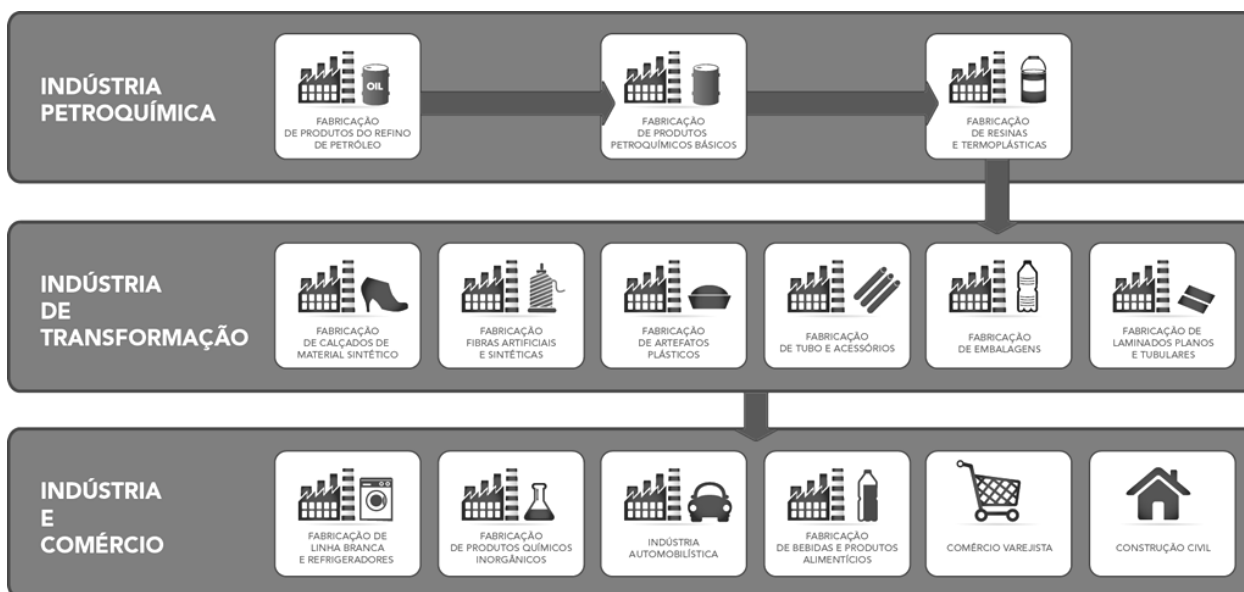 INDÚSTRIA
PETROQUÍMICA
OIL
FABRICAÇÃO
DE PRODUTOS DO REFINO
DE PETRÓLEO
FABRICAÇÃO
DE PRODUTOS
PETROQUÍMICOS BÁSICOS
FABRICAÇÃO
DE RESINAS
E TERMOPLÁSTICAS
INDÚSTRIA
DE
TRANSFORMAÇÃO
FABRICAÇÃO
DE CALÇADOS DE
MATERIAL SINTÉTICO
FABRICAÇÃO
FIBRAS ARTIFICIAIS
E SINTÉTICAS
FABRICAÇÃO
DE ARTEFATOS
PLÁSTICOS
FABRICAÇÃO
DE TUBO E ACESSÓRIOS
FABRICAÇÃO
DE EMBALAGENS
FABRICAÇÃO DE
LAMINADOS PLANOS
E TUBULARES
INDÚSTRIA
E
COMÉRCIO
FABRICAÇÃO DE
LINHA BRANCA
E REFRIGERADORES
FABRICAÇÃO
DE PRODUTOS QUÍMICOS
INORGÂNICOS
INDÚSTRIA
AUTOMOBILÍSTICA
FABRICAÇÃO
DE BEBIDAS E PRODUTOS
ALIMENTÍCIOS
COMÉRCIO VAREJISTA
CONSTRUÇÃO CIVIL